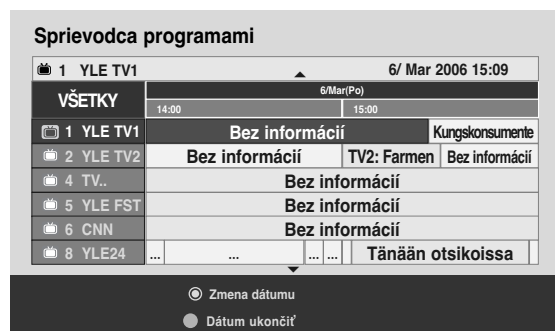 Sprievodca programami
1 YLE TV1 6/ Mar 2006 15:09
VŠETKY 6/Mar(Po)
14:00 15:00
1 YLE TV1 Bez informácií Kungskonsumente
2 YLE TV2 Bez informácií TV2: Farmen Bez informácií
4 TV.. Bez informácií
5 YLE FST Bez informácií
6 CNN Bez informácií
8 YLE24 ... ... ... ... Tänään otsikoissa
Zmena dátumu
Dátum ukončiť